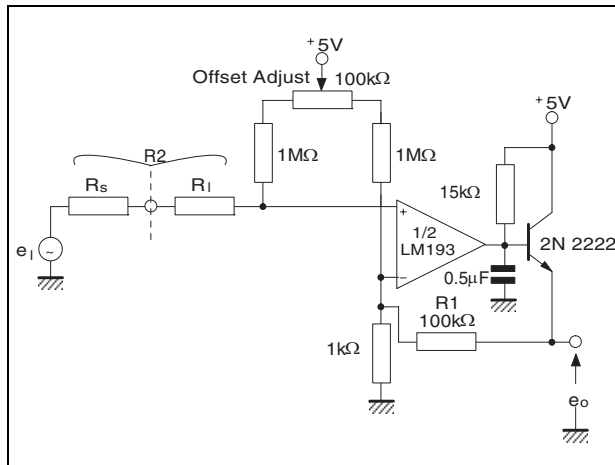 +5V
Offset Adjust
100kΩ
+5V
R2
1MΩ
1MΩ
15kΩ
Rs
Rl
+
1/2
LM193
2N 2222
eI
~
0.5μF
−
R1
100kΩ
1kΩ
eo